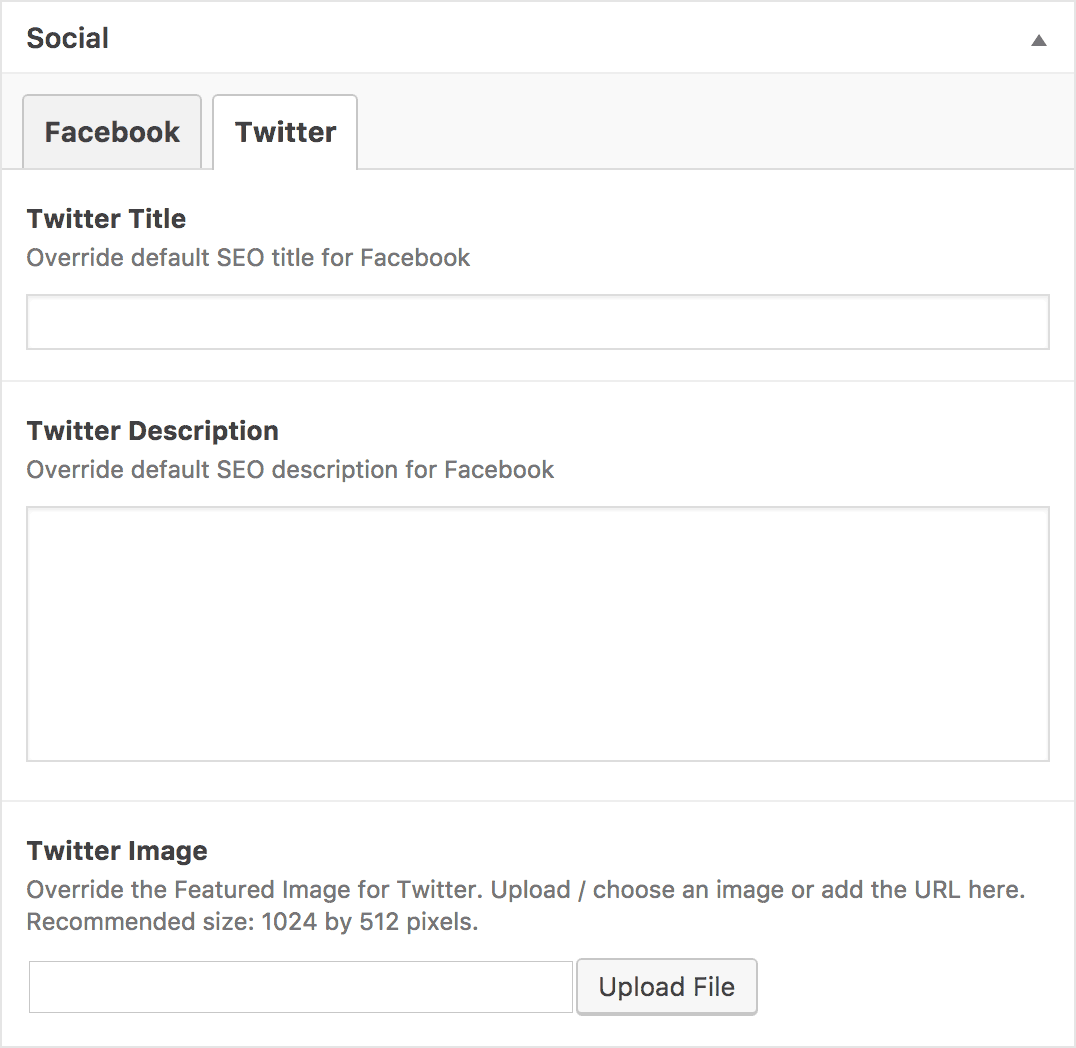 Social
Facebook
Twitter
Twitter Title
Override default SEO title for Facebook
Twitter Description
Override default SEO description for Facebook
Twitter Image
Override the Featured Image for Twitter. Upload / choose an image or add the URL here.
Recommended size: 1024 by 512 pixels.
Upload File